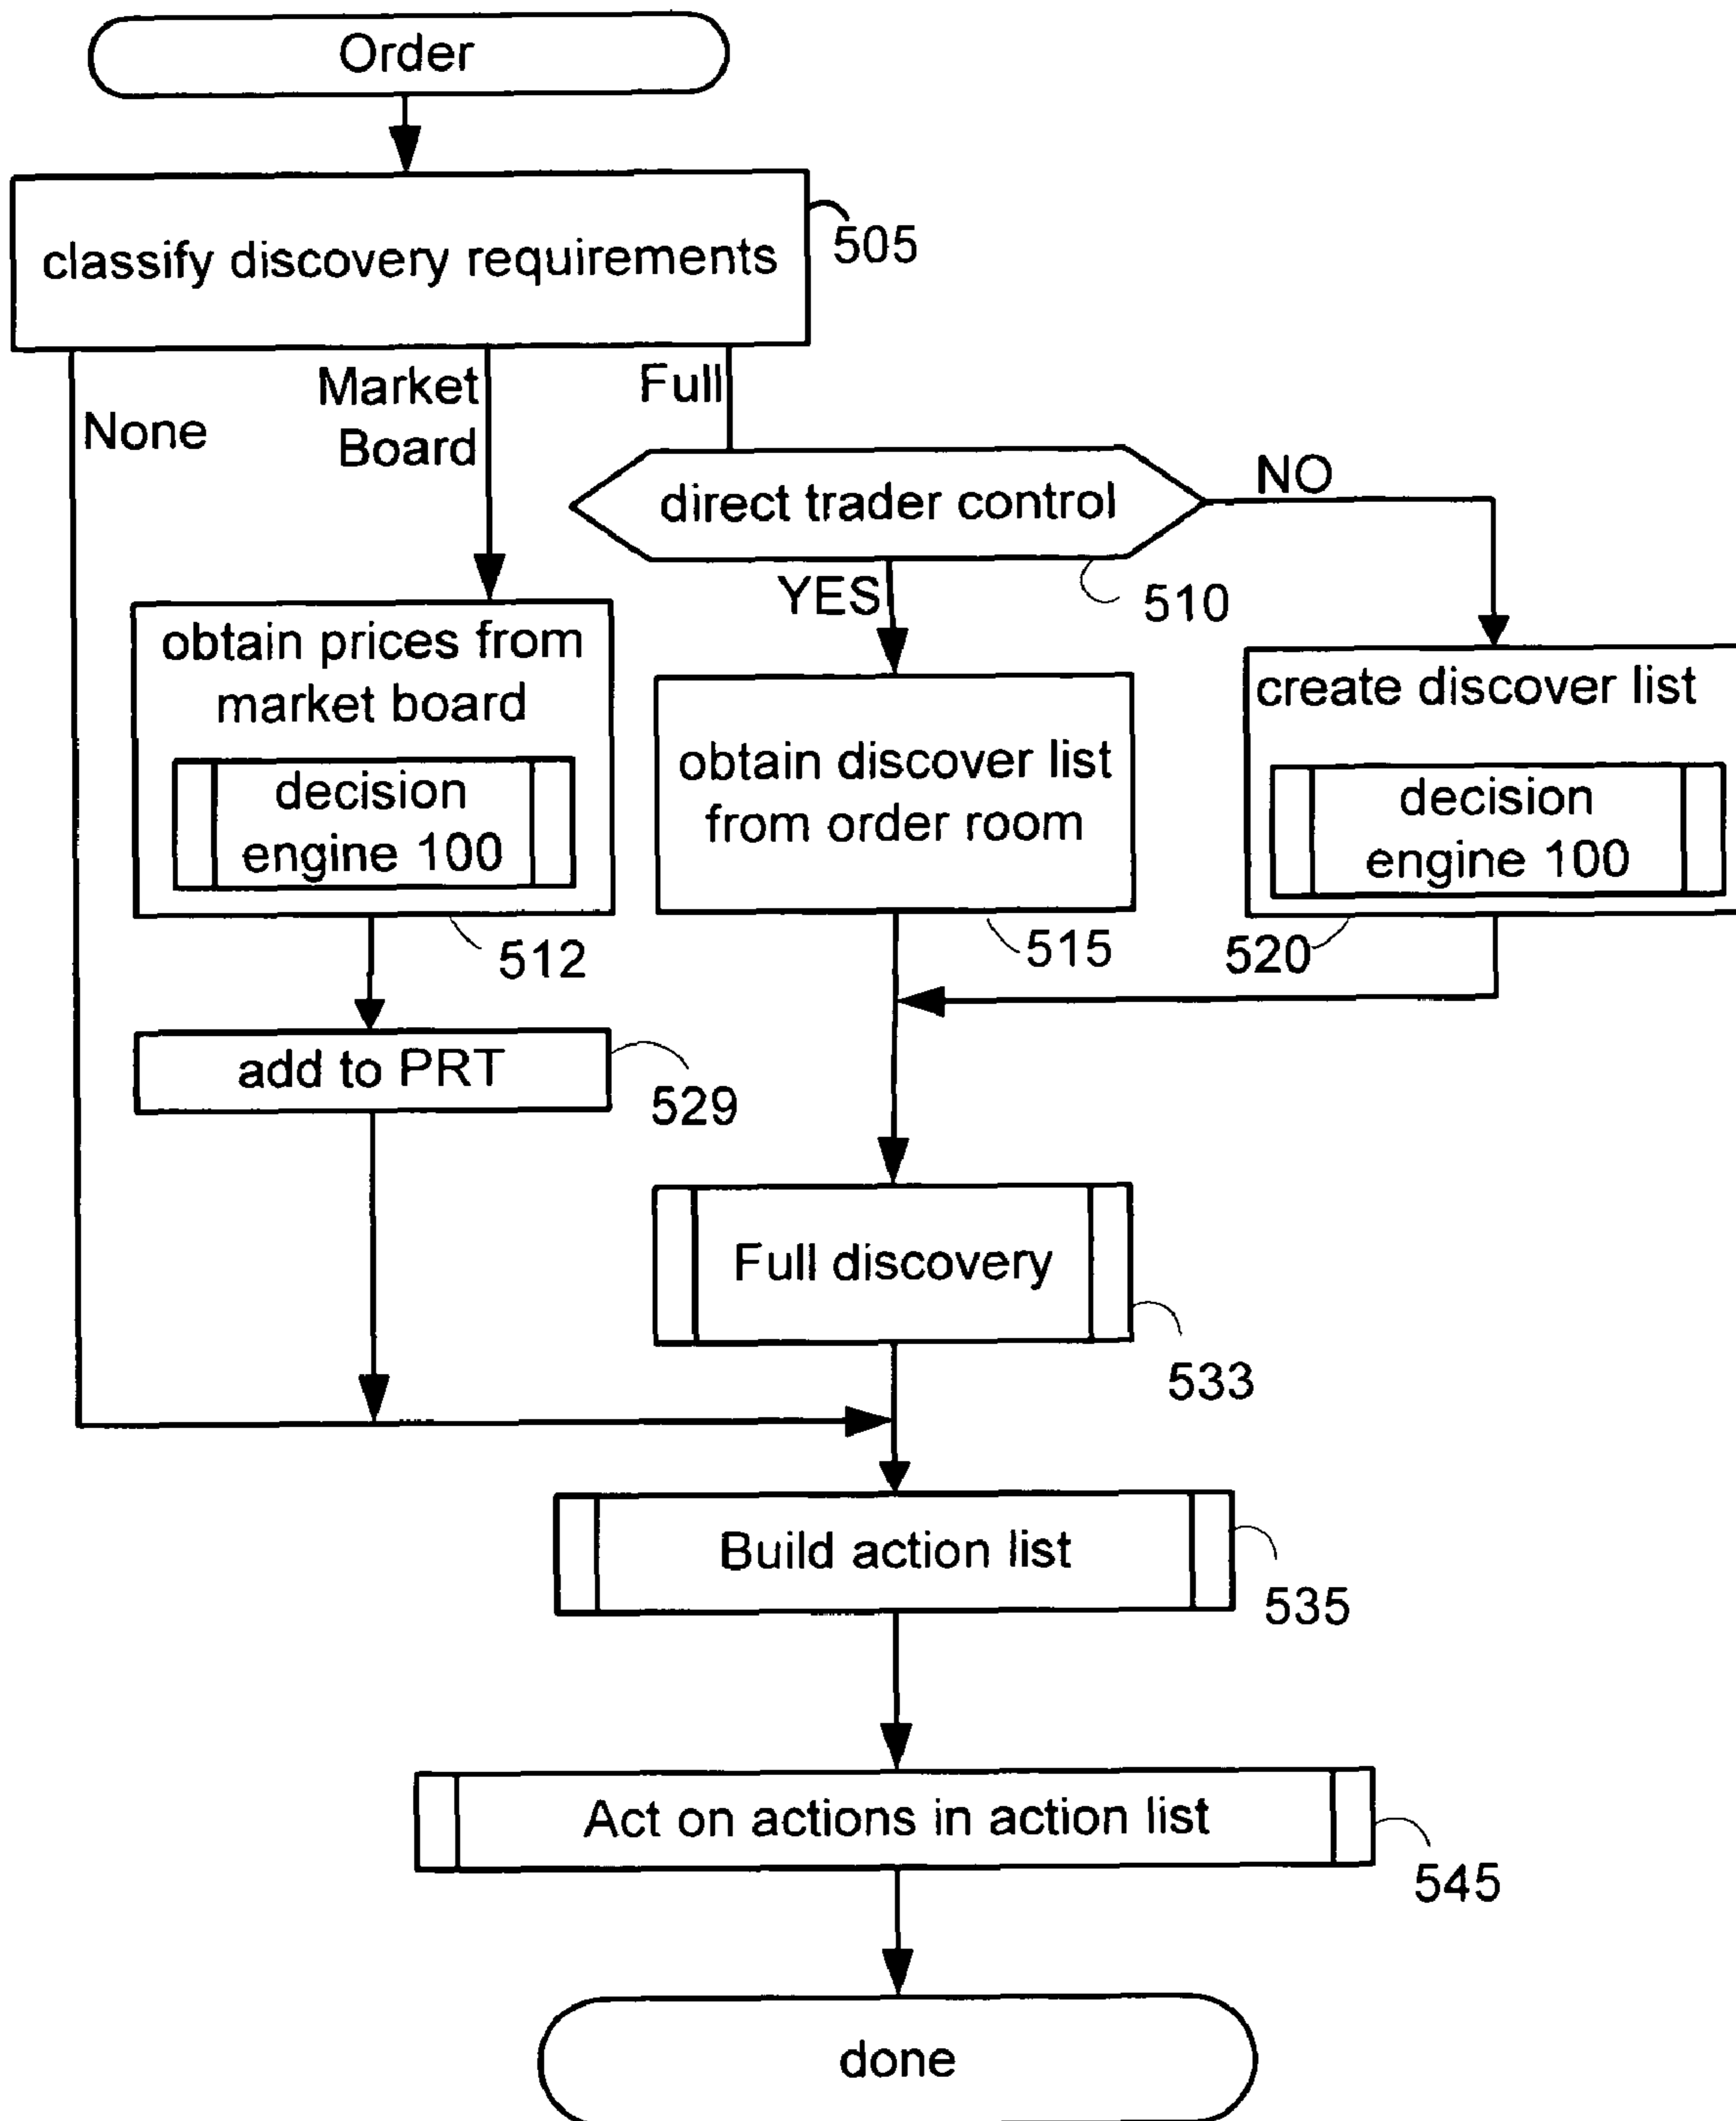 Order
classify discovery requirements
505
None
Market
Board
Full
direct trader control
NO
YES
510
obtain prices from
market board
decision
engine 100
512
obtain discover list
from order room
515
create discover list
decision
engine 100
520
add to PRT
529
Full discovery
533
Build action list
535
Act on actions in action list
545
done